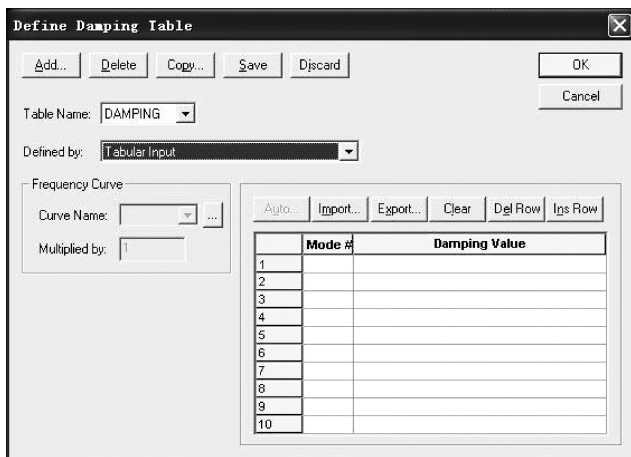 Define Damping Table
Add... Delete Copy... Save Discard OK
Cancel
Table Name: DAMPING
Defined by: Tabular Input
Frequency Curve
Curve Name: ...
Multiplied by: 1
Auto... Import... Export... Clear Del Row Ins Row
Mode # Damping Value
1
2
3
4
5
6
7
8
9
10